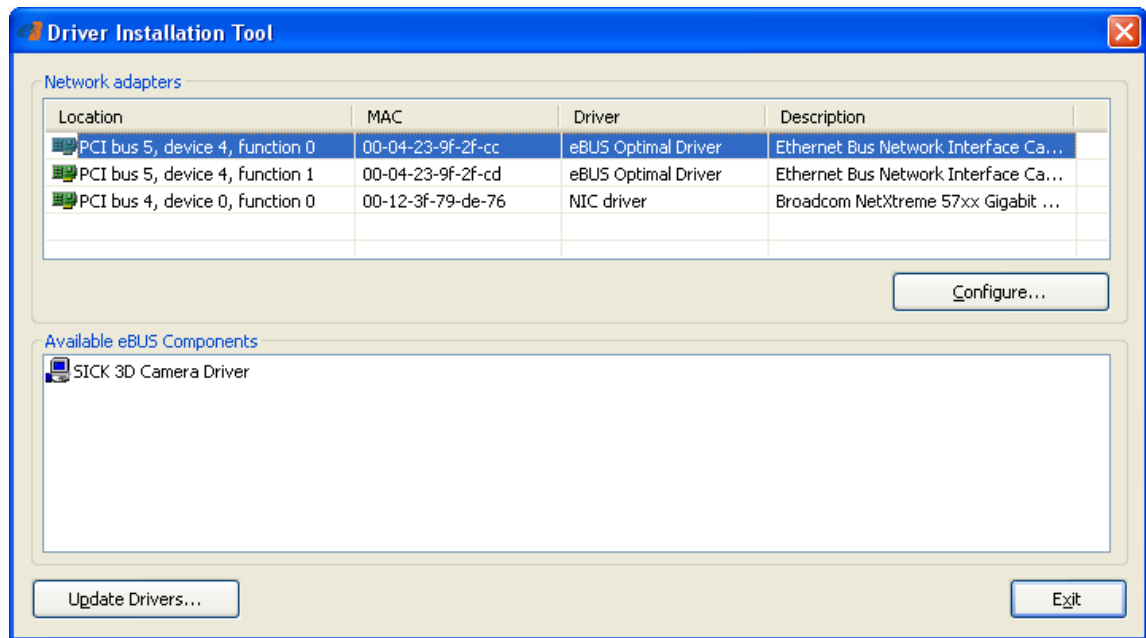 Driver Installation Tool
Network adapters
Location MAC Driver Description
PCI bus 5, device 4, function 0 00-04-23-9f-2f-cc eBUS Optimal Driver Ethernet Bus Network Interface Ca...
PCI bus 5, device 4, function 1 00-04-23-9f-2f-cd eBUS Optimal Driver Ethernet Bus Network Interface Ca...
PCI bus 4, device 0, function 0 00-12-3f-79-de-76 NIC driver Broadcom NetXtreme 57xx Gigabit ...
Configure...
Available eBUS Components
SICK 3D Camera Driver
Update Drivers... Exit